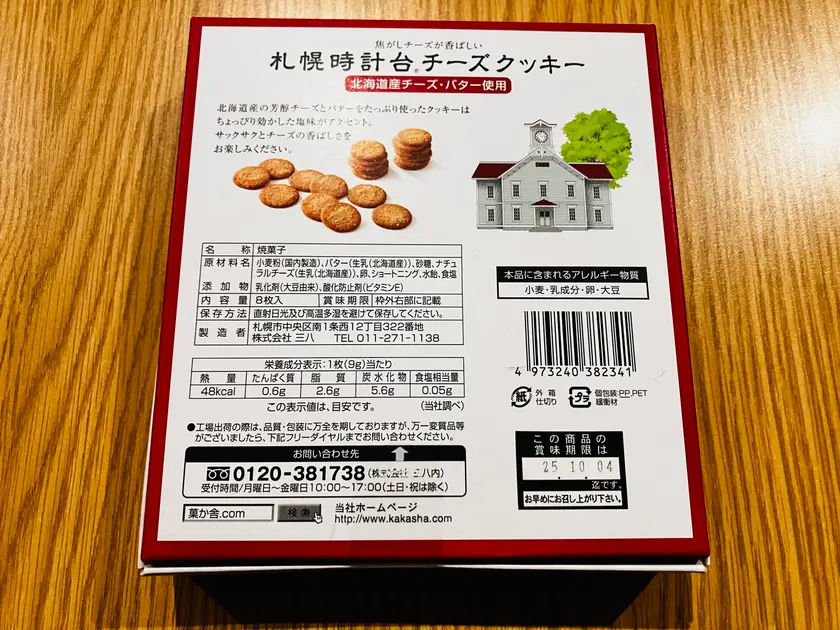 焦がしチーズが香ばしい
札幌時計台®チーズクッキー
北海道産チーズ・バター使用
北海道産の芳醇チーズとバターをたっぷり使ったクッキーは
ちょっぴり効かした塩味がアクセント。
サックサクとチーズの香ばしさを
お楽しみください。
名称 焼菓子
原材料名 小麦粉(国内製造)、バター(生乳(北海道産))、砂糖、ナチュ
ラルチーズ(生乳(北海道産))、卵、ショートニング、水飴、食塩
添加物 乳化剤(大豆由来)、酸化防止剤(ビタミンE)
内容量 8枚入 賞味期限 枠外右部に記載
保存方法 直射日光及び高温多湿を避けて保存してください。
製造者 札幌市中央区南1条西12丁目322番地
株式会社 三八 TEL 011-271-1138
栄養成分表示:1枚(9g)当たり
熱量 たんぱく質 脂質 炭水化物 食塩相当量
48kcal 0.6g 2.6g 5.6g 0.05g
この表示値は、目安です。 (当社調べ)
●工場出荷の際は、品質・包装に万全を期しておりますが、万一変質品等
がございましたら、下記フリーダイヤルまでお問い合わせください。
お問い合わせ先
0120-381738(株式会社 三八内)
受付時間/月曜日~金曜日10:00~17:00(土日・祝は除く)
菓か舎.com 検索 当社ホームページ
http://www.kakasha.com
本品に含まれるアレルギー物質
小麦・乳成分・卵・大豆
4 973240 382341
紙 外箱
仕切り
プラ 個包装:PP,PET
緩衝材
この商品の
賞味期限は
25.10.04
迄です。
お早めにお召し上がり下さい。